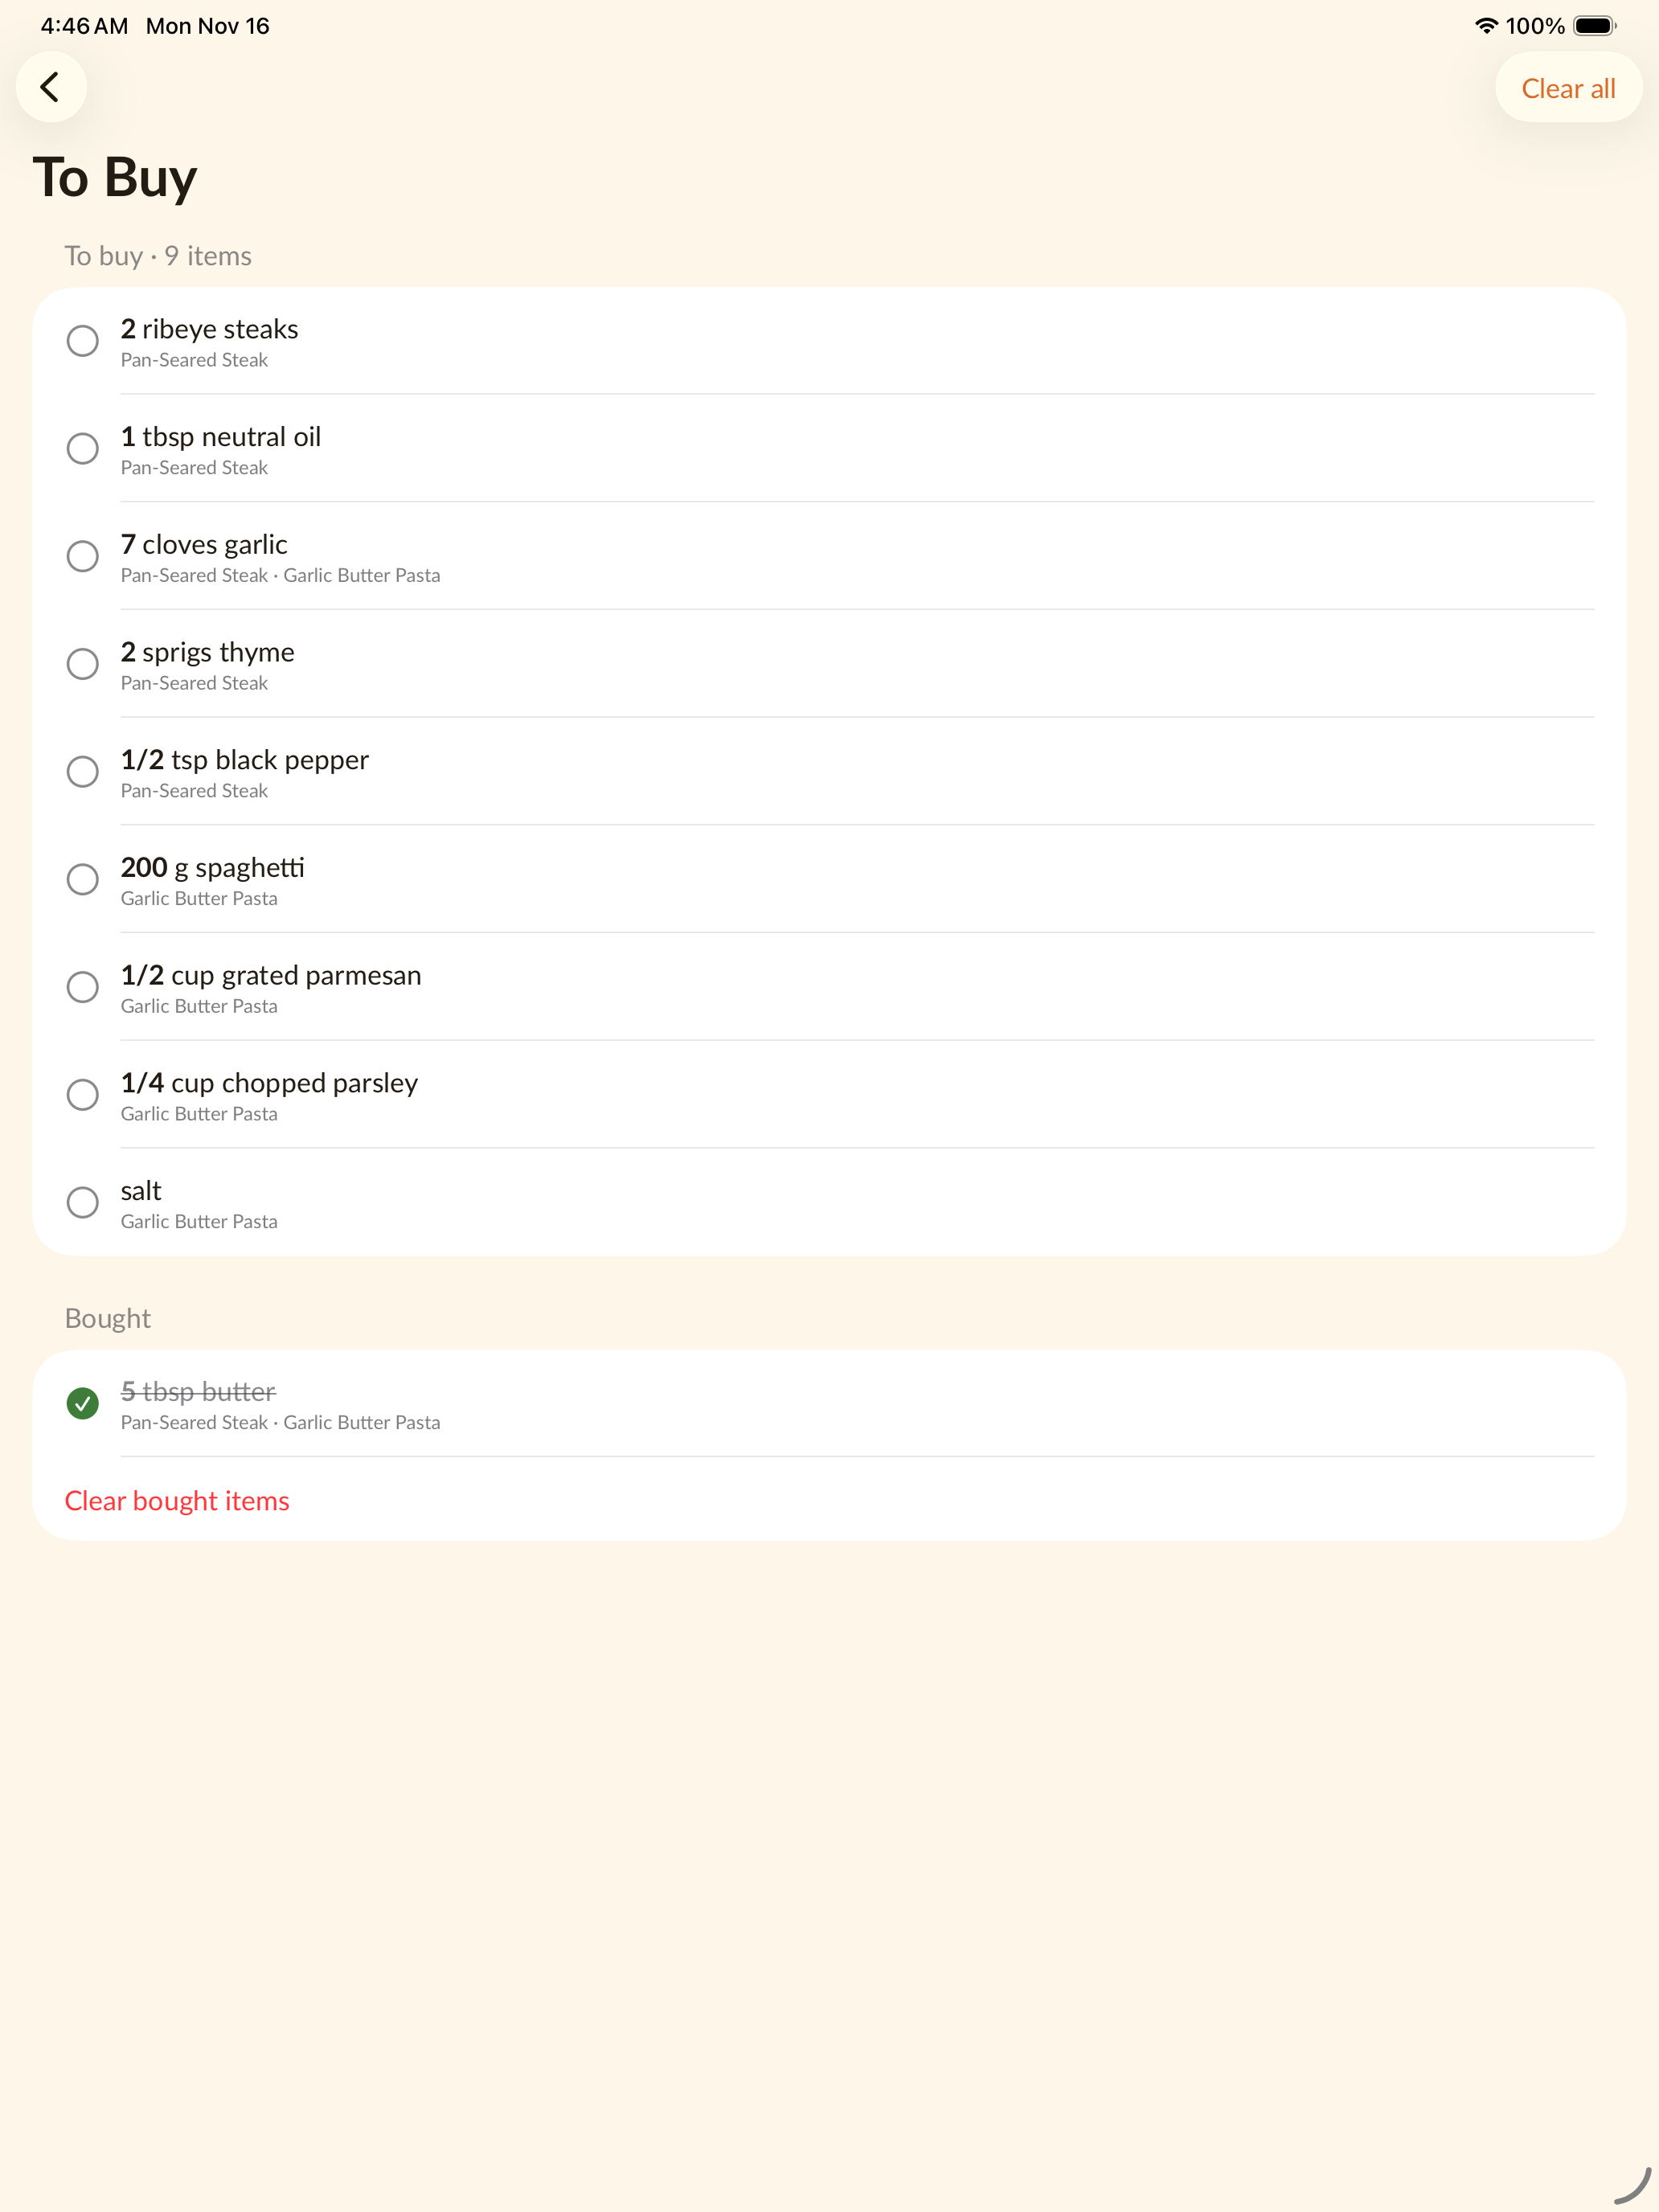 4:46 AM Mon Nov 16
100%
Clear all
To Buy
To buy · 9 items
2 ribeye steaks
Pan-Seared Steak
1 tbsp neutral oil
Pan-Seared Steak
7 cloves garlic
Pan-Seared Steak · Garlic Butter Pasta
2 sprigs thyme
Pan-Seared Steak
1/2 tsp black pepper
Pan-Seared Steak
200 g spaghetti
Garlic Butter Pasta
1/2 cup grated parmesan
Garlic Butter Pasta
1/4 cup chopped parsley
Garlic Butter Pasta
salt
Garlic Butter Pasta
Bought
5 tbsp butter
Pan-Seared Steak · Garlic Butter Pasta
Clear bought items